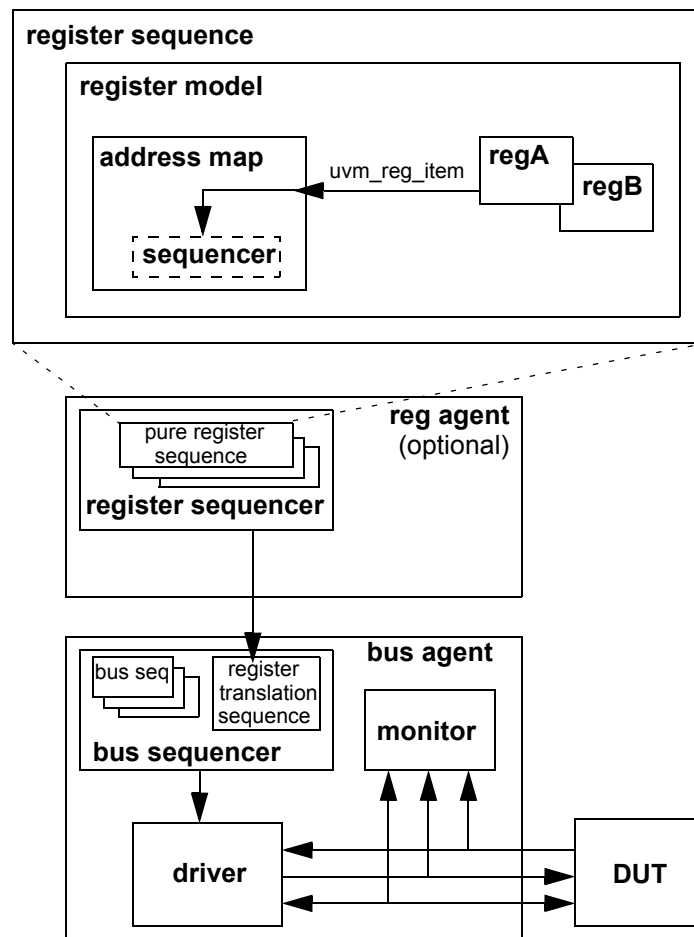 register sequence
register model
address map
uvm_reg_item
regA
regB
sequencer
pure register
sequence
register sequencer
reg agent
(optional)
bus agent
bus seq
register
translation
sequence
bus sequencer
monitor
driver
DUT